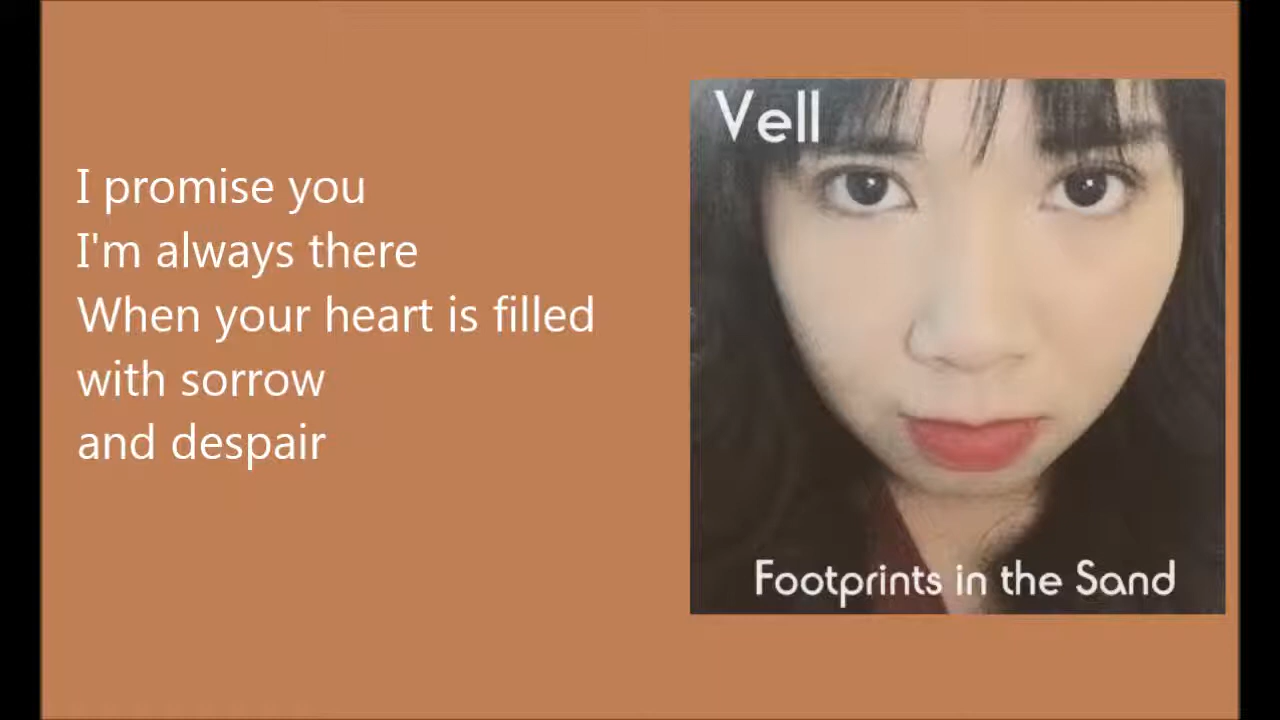 I promise you
I'm always there
When your heart is filled
with sorrow
and despair
Vell
Footprints in the Sand